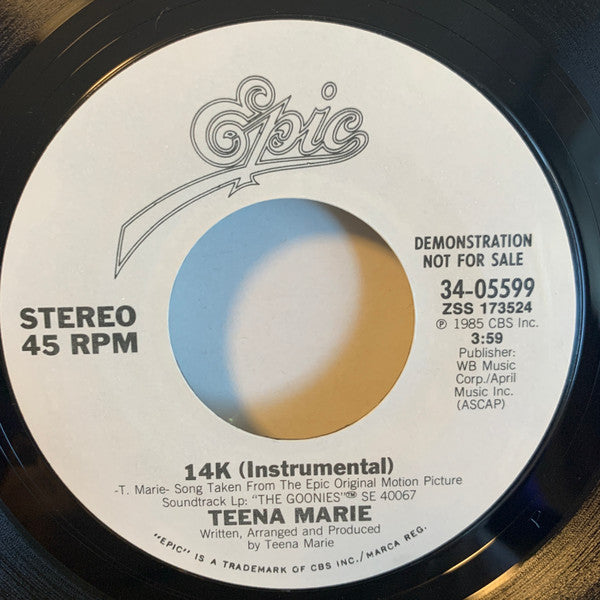 Epic
DEMONSTRATION
NOT FOR SALE
34-05599
ZSS 173524
℗ 1985 CBS Inc.
3:59
Publisher:
WB Music
Corp./April
Music Inc.
(ASCAP)
STEREO
45 RPM
14K (Instrumental)
-T. Marie- Song Taken From The Epic Original Motion Picture
Soundtrack Lp: "THE GOONIES"™ SE 40067
TEENA MARIE
Written, Arranged and Produced
by Teena Marie
"EPIC" IS A TRADEMARK OF CBS INC./MARCA REG.